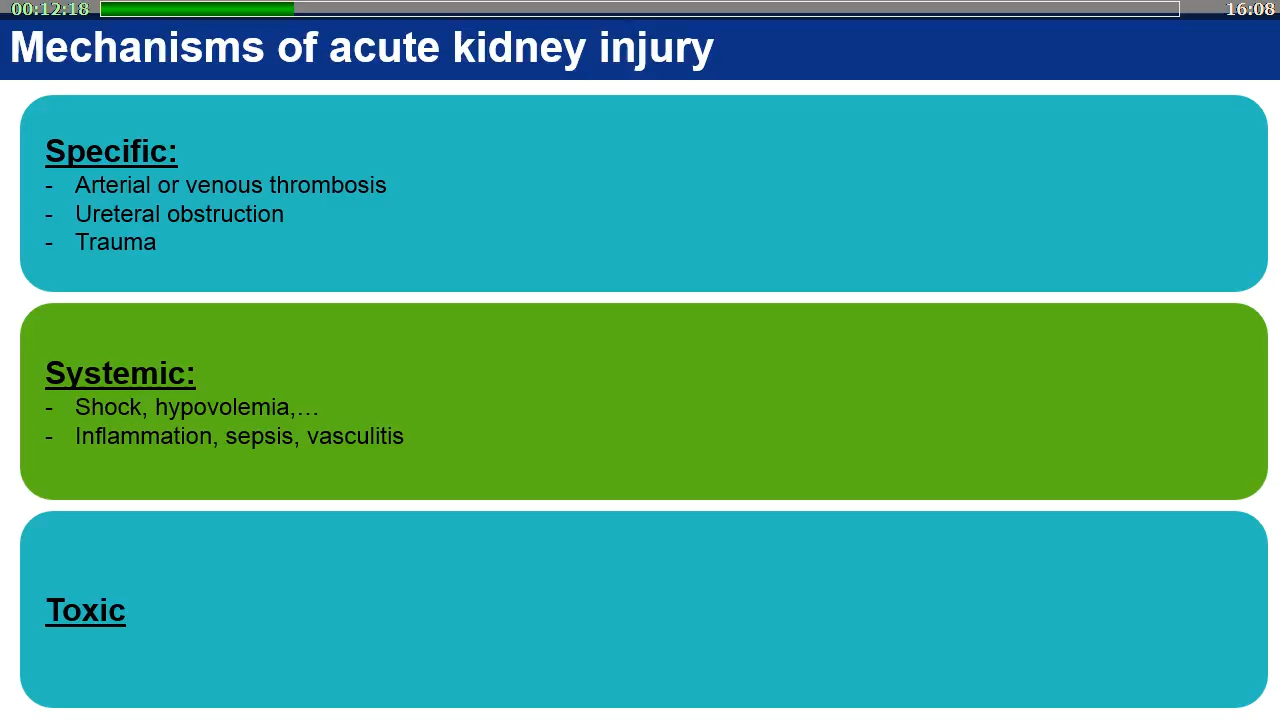 00:12:18
16:08
Mechanisms of acute kidney injury
Specific:
- Arterial or venous thrombosis
- Ureteral obstruction
- Trauma
Systemic:
- Shock, hypovolemia,…
- Inflammation, sepsis, vasculitis
Toxic